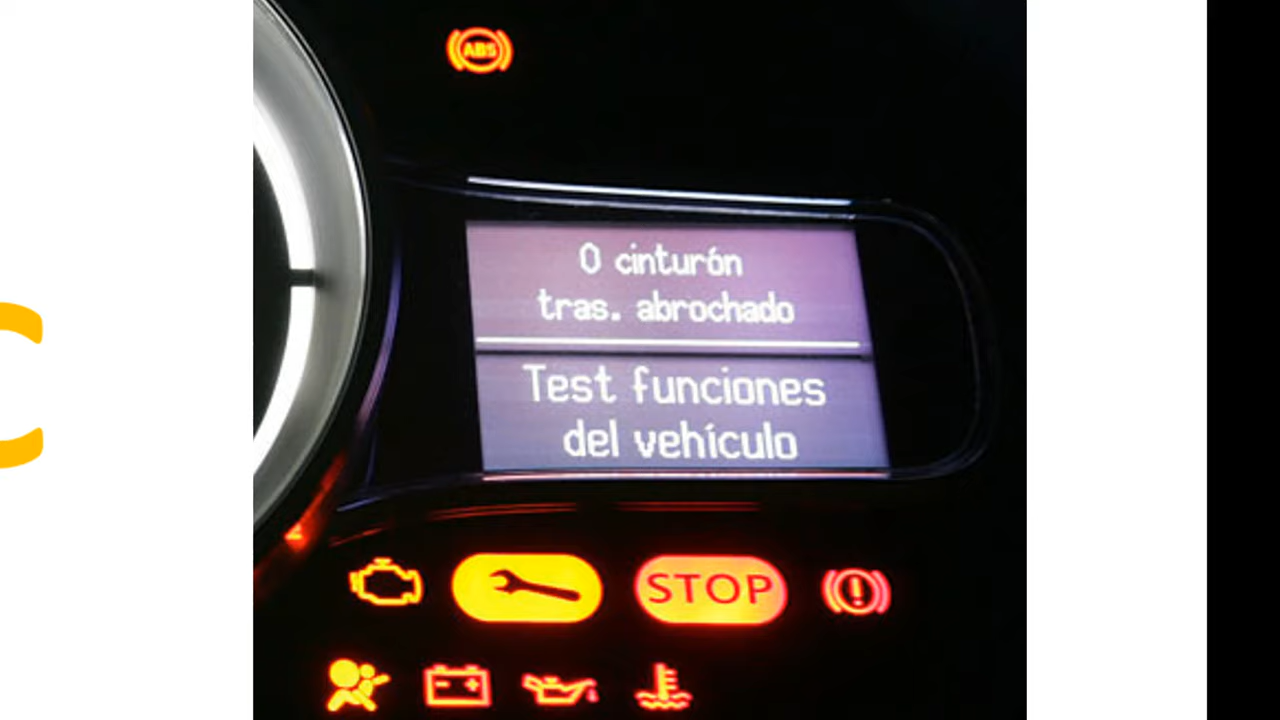 ABS
0 cinturón
tras. abrochado
Test funciones
del vehículo
STOP